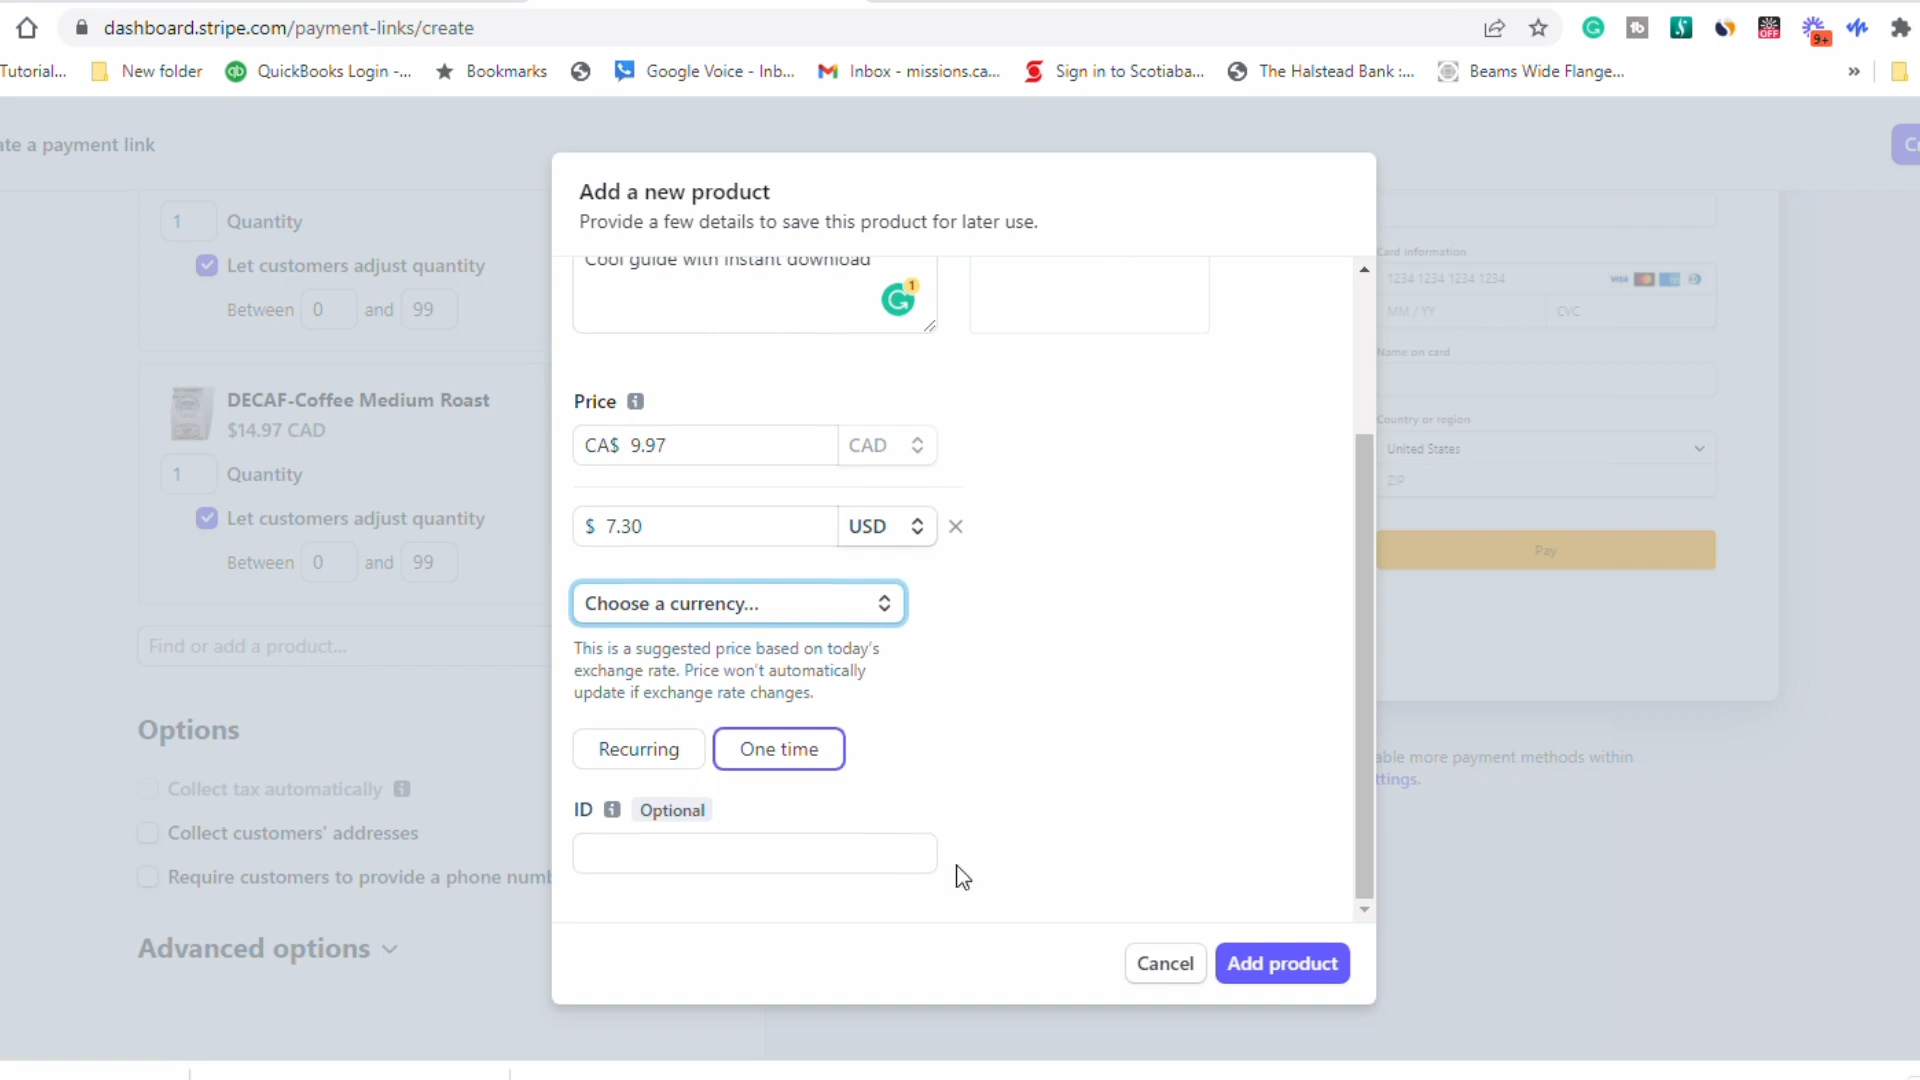 dashboard.stripe.com/payment-links/create
OFF
9+
Tutorial...
New folder
QuickBooks Login -...
Bookmarks
Google Voice - Inb...
Inbox - missions.ca...
Sign in to Scotiaba...
The Halstead Bank :...
Beams Wide Flange...
»
ate a payment link
Cr
1 Quantity
Let customers adjust quantity
Between 0 and 99
DECAF-Coffee Medium Roast
$14.97 CAD
1 Quantity
Let customers adjust quantity
Between 0 and 99
Find or add a product...
Options
Collect tax automatically
Collect customers' addresses
Require customers to provide a phone numb
Advanced options
Add a new product
Provide a few details to save this product for later use.
Cool guide with instant download
1
Price
CA$ 9.97 CAD
$ 7.30 USD
Choose a currency...
This is a suggested price based on today's
exchange rate. Price won't automatically
update if exchange rate changes.
Recurring
One time
ID Optional
Cancel
Add product
Card information
1234 1234 1234 1234
VISA
MM / YY
CVC
Name on card
Country or region
United States
ZIP
Pay
able more payment methods within
ttings.